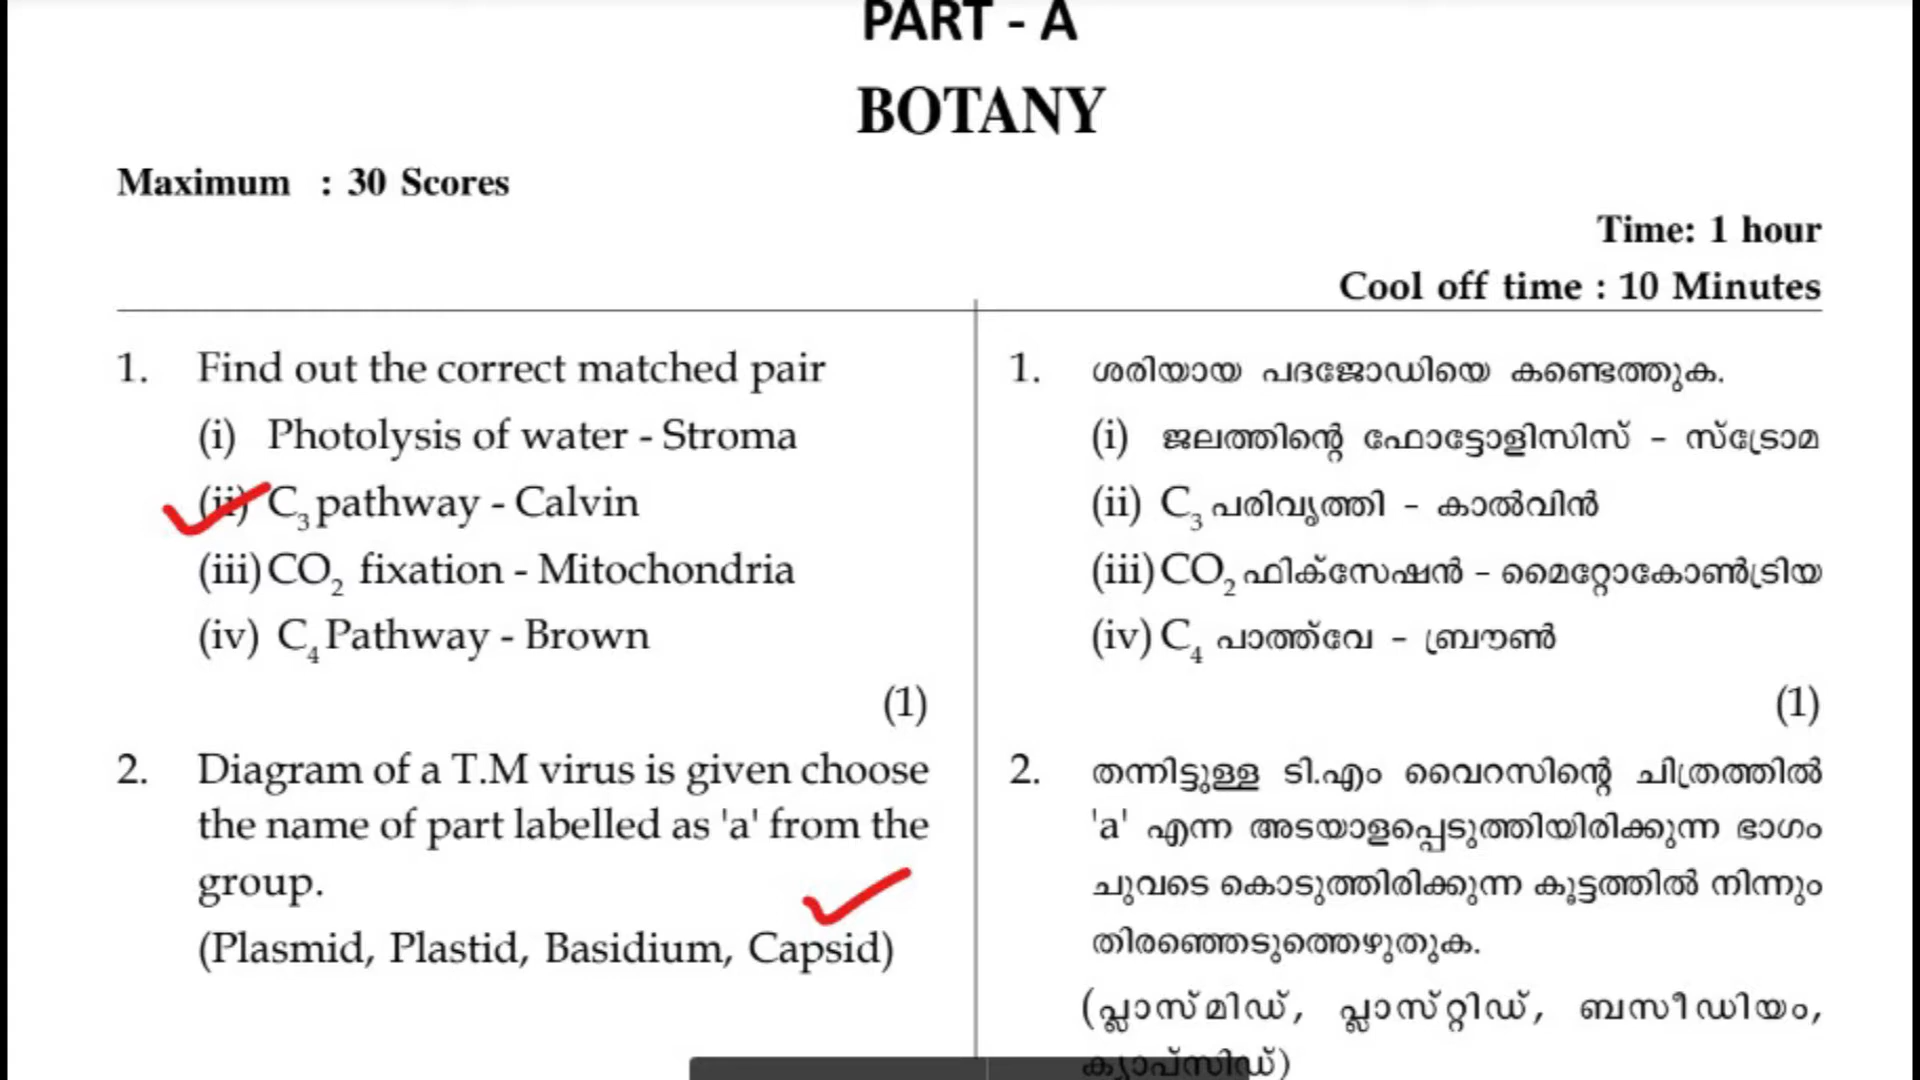 PART - A
BOTANY
Maximum : 30 Scores
Time: 1 hour
Cool off time : 10 Minutes
1. Find out the correct matched pair
(i) Photolysis of water - Stroma
(ii) C₃ pathway - Calvin
(iii) CO₂ fixation - Mitochondria
(iv) C₄ Pathway - Brown
(1)
2. Diagram of a T.M virus is given choose
the name of part labelled as 'a' from the
group.
(Plasmid, Plastid, Basidium, Capsid)
1. ശരിയായ പദജോഡിയെ കണ്ടെത്തുക.
(i) ജലത്തിന്റെ ഫോട്ടോളിസിസ് - സ്ട്രോമ
(ii) C₃ പരിവൃത്തി - കാൽവിൻ
(iii) CO₂ ഫിക്സേഷൻ - മൈറ്റോകോൺട്രിയ
(iv) C₄ പാത്ത്‌വേ - ബ്രൗൺ
(1)
2. തന്നിട്ടുള്ള ടി.എം വൈറസിന്റെ ചിത്രത്തിൽ
'a' എന്ന അടയാളപ്പെടുത്തിയിരിക്കുന്ന ഭാഗം
ചുവടെ കൊടുത്തിരിക്കുന്ന കൂട്ടത്തിൽ നിന്നും
തിരഞ്ഞെടുത്തെഴുതുക.
(പ്ലാസ്മിഡ്, പ്ലാസ്റ്റിഡ്, ബസീഡിയം,
ക്യാപ്സിഡ്)